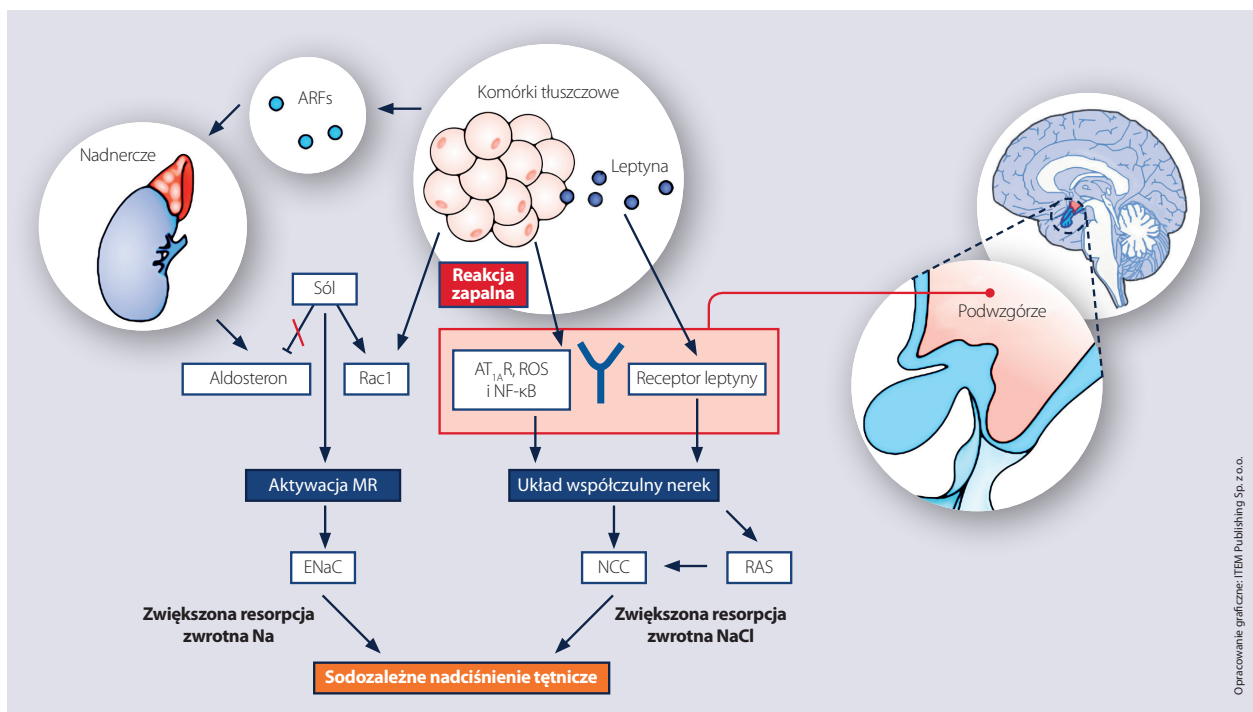 ARFs
Komórki tłuszczowe
Nadnercze
Leptyna
Reakcja
zapalna
Sól
Podwzgórze
Aldosteron
Rac1
AT1AR, ROS
i NF-κB
Receptor leptyny
Aktywacja MR
Układ współczulny nerek
ENaC
NCC
RAS
Zwiększona resorpcja
zwrotna Na
Zwiększona resorpcja
zwrotna NaCl
Sodozależne nadciśnienie tętnicze
Opracowanie graficzne: ITEM Publishing Sp. z o.o.